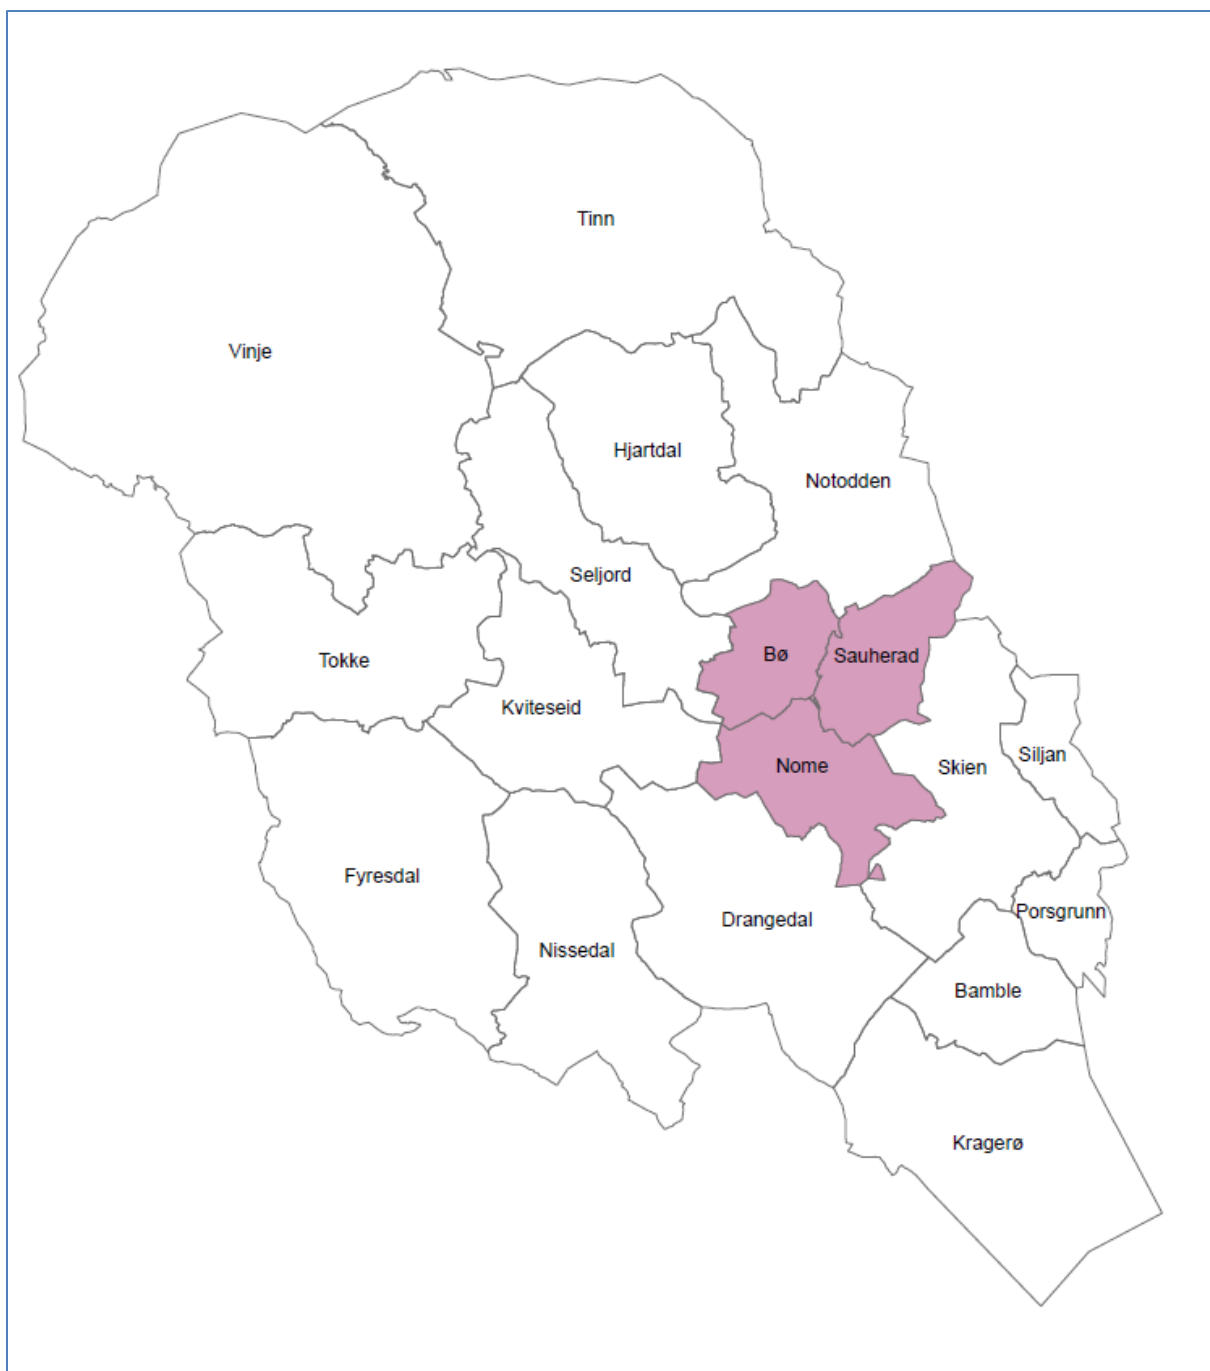 Tinn
Vinje
Hjartdal
Notodden
Seljord
Bø
Sauherad
Tokke
Kviteseid
Siljan
Nome
Skien
Fyresdal
Porsgrunn
Drangedal
Nissedal
Bamble
Kragerø